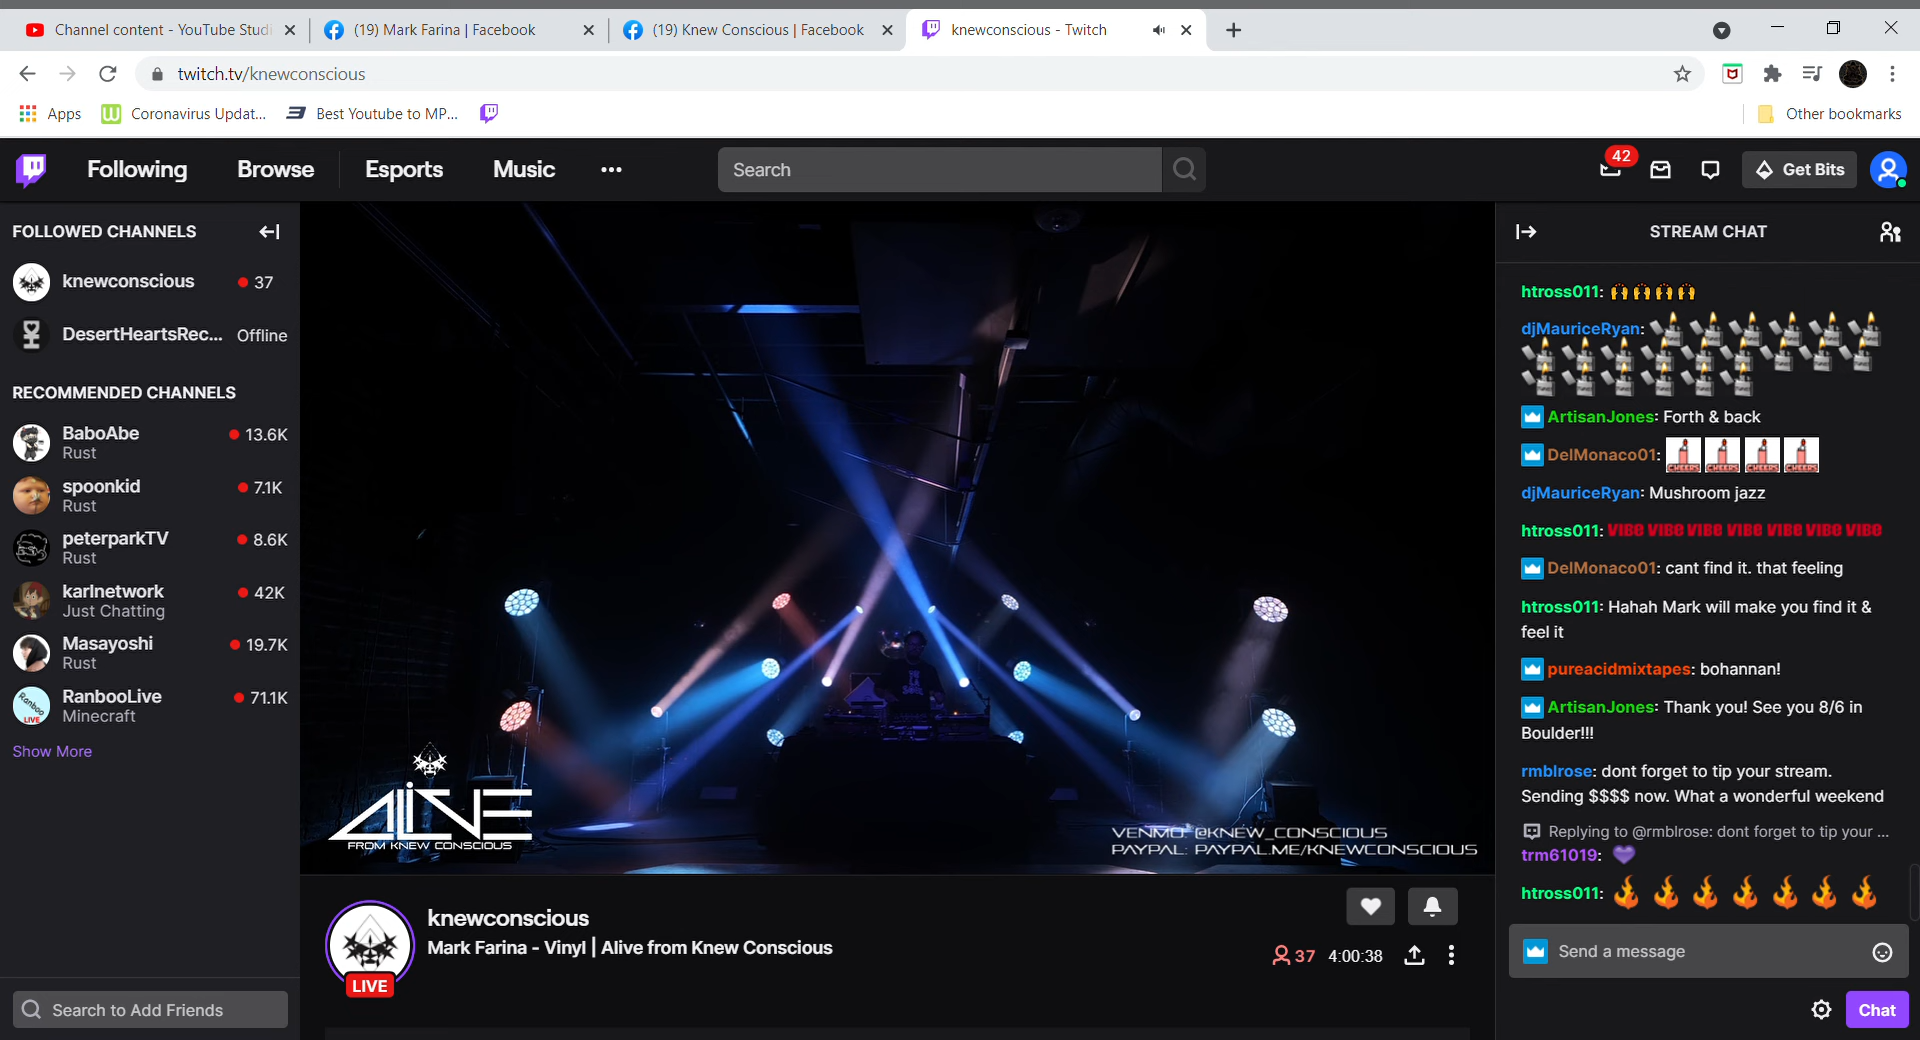 Channel content - YouTube Studi
(19) Mark Farina | Facebook
(19) Knew Conscious | Facebook
knewconscious - Twitch
twitch.tv/knewconscious
Apps
Coronavirus Updat...
Best Youtube to MP...
Other bookmarks
Following
Browse
Esports
Music
Search
42
Get Bits
FOLLOWED CHANNELS
knewconscious 37
DesertHeartsRec... Offline
RECOMMENDED CHANNELS
BaboAbe 13.6K
Rust
spoonkid 7.1K
Rust
peterparkTV 8.6K
Rust
karlnetwork 42K
Just Chatting
Masayoshi 19.7K
Rust
RanbooLive 71.1K
Minecraft
Show More
Search to Add Friends
ALIVE
FROM KNEW CONSCIOUS
VENMO: @KNEW_CONSCIOUS
PAYPAL: PAYPAL.ME/KNEWCONSCIOUS
knewconscious
Mark Farina - Vinyl | Alive from Knew Conscious
LIVE
37 4:00:38
STREAM CHAT
htross011: 🙌 🙌 🙌 🙌
djMauriceRyan:
ArtisanJones: Forth & back
DelMonaco01: CHEERS CHEERS CHEERS CHEERS
djMauriceRyan: Mushroom jazz
htross011: VIBE VIBE VIBE VIBE VIBE VIBE VIBE
DelMonaco01: cant find it. that feeling
htross011: Hahah Mark will make you find it &
feel it
pureacidmixtapes: bohannan!
ArtisanJones: Thank you! See you 8/6 in
Boulder!!!
rmblrose: dont forget to tip your stream.
Sending $$$$ now. What a wonderful weekend
Replying to @rmblrose: dont forget to tip your ...
trm61019: 💜
htross011: 🔥 🔥 🔥 🔥 🔥 🔥 🔥
Send a message
Chat